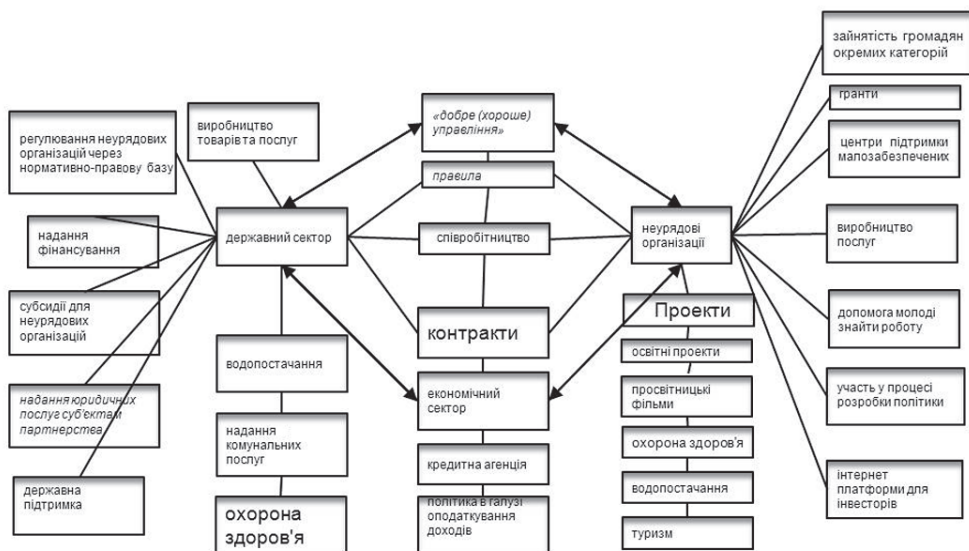 регулювання неурядових
організацій через
нормативно-правову базу
надання
фінансування
субсидії для
неурядових
організацій
надання юридичних
послуг суб'єктам
партнерства
державна
підтримка
виробництво
товарів та послуг
державний сектор
водопостачання
надання
комунальних
послуг
охорона
здоров'я
«добре (хороше)
управління»
правила
співробітництво
контракти
економічний
сектор
кредитна агенція
політика в галузі
оподаткування
доходів
неурядові
організації
Проекти
освітні проекти
просвітницькі
фільми
охорона здоров'я
водопостачання
туризм
зайнятість громадян
окремих категорій
гранти
центри підтримки
малозабезпечених
виробництво
послуг
допомога молоді
знайти роботу
участь у процесі
розробки політики
інтернет
платформи для
інвесторів